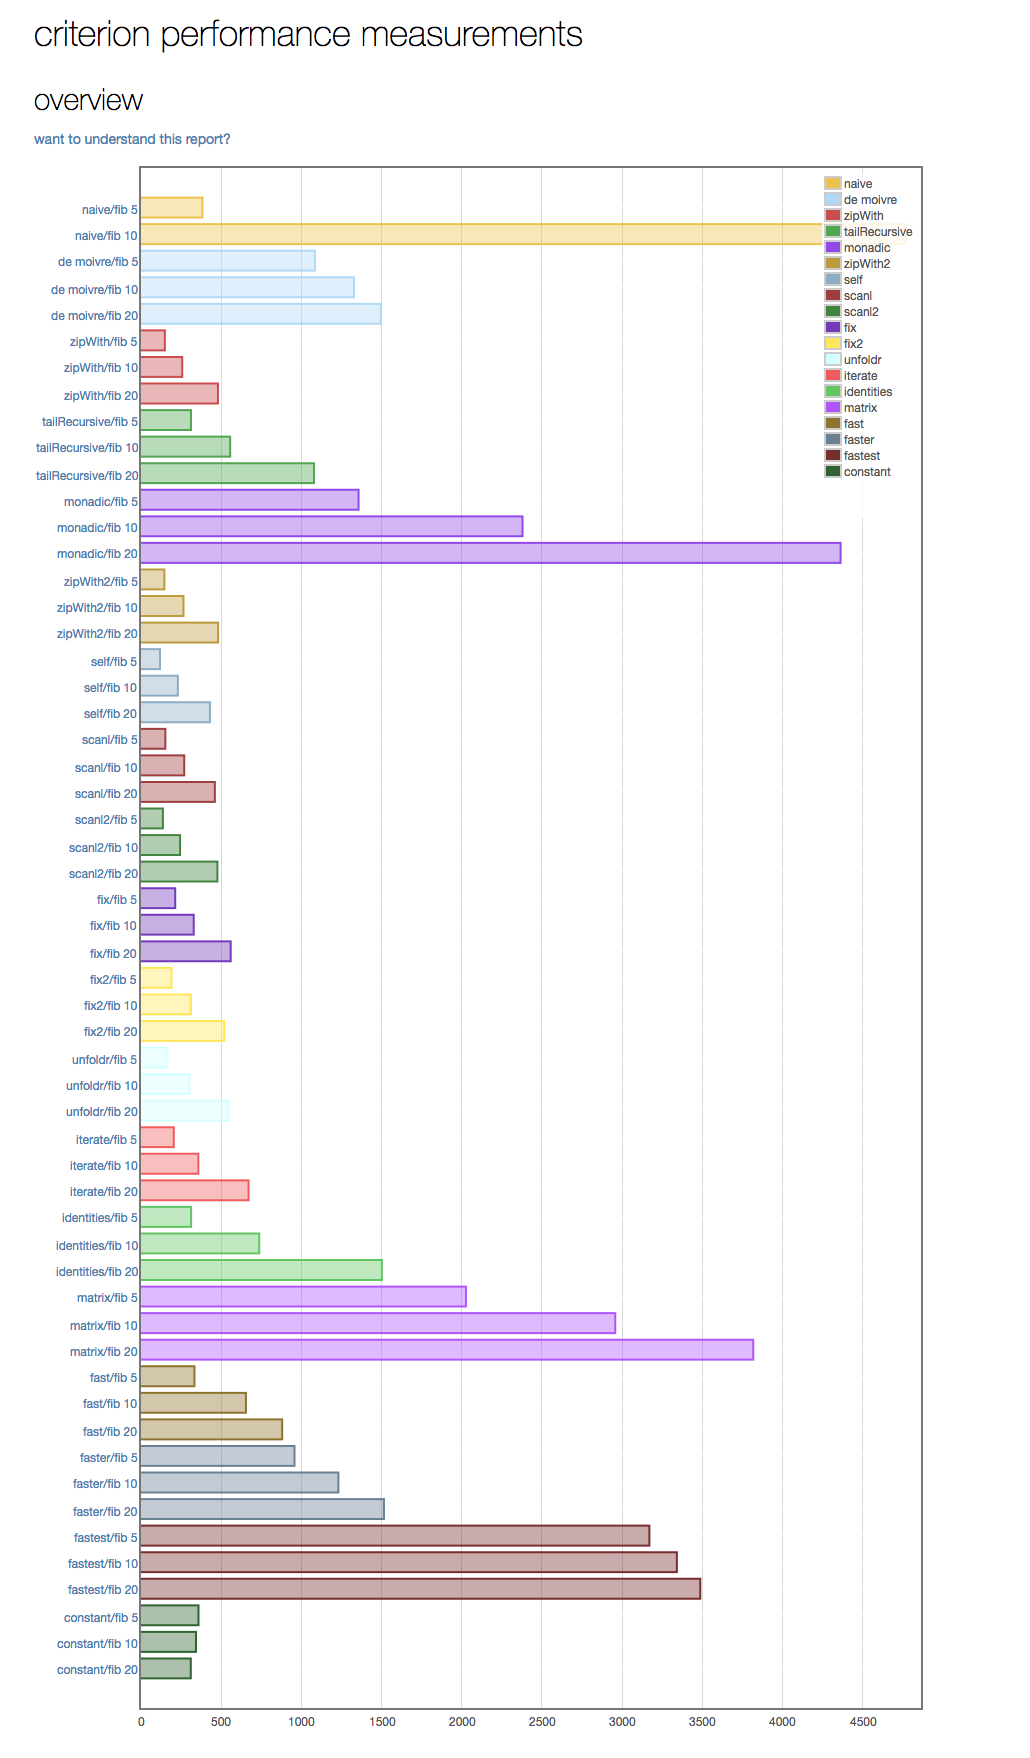 criterion performance measurements
overview
want to understand this report?
naive
de moivre
zipWith
tailRecursive
monadic
zipWith2
self
scanl
scanl2
fix
fix2
unfoldr
iterate
identities
matrix
fast
faster
fastest
constant
naive/fib 5
naive/fib 10
de moivre/fib 5
de moivre/fib 10
de moivre/fib 20
zipWith/fib 5
zipWith/fib 10
zipWith/fib 20
tailRecursive/fib 5
tailRecursive/fib 10
tailRecursive/fib 20
monadic/fib 5
monadic/fib 10
monadic/fib 20
zipWith2/fib 5
zipWith2/fib 10
zipWith2/fib 20
self/fib 5
self/fib 10
self/fib 20
scanl/fib 5
scanl/fib 10
scanl/fib 20
scanl2/fib 5
scanl2/fib 10
scanl2/fib 20
fix/fib 5
fix/fib 10
fix/fib 20
fix2/fib 5
fix2/fib 10
fix2/fib 20
unfoldr/fib 5
unfoldr/fib 10
unfoldr/fib 20
iterate/fib 5
iterate/fib 10
iterate/fib 20
identities/fib 5
identities/fib 10
identities/fib 20
matrix/fib 5
matrix/fib 10
matrix/fib 20
fast/fib 5
fast/fib 10
fast/fib 20
faster/fib 5
faster/fib 10
faster/fib 20
fastest/fib 5
fastest/fib 10
fastest/fib 20
constant/fib 5
constant/fib 10
constant/fib 20
0 500 1000 1500 2000 2500 3000 3500 4000 4500